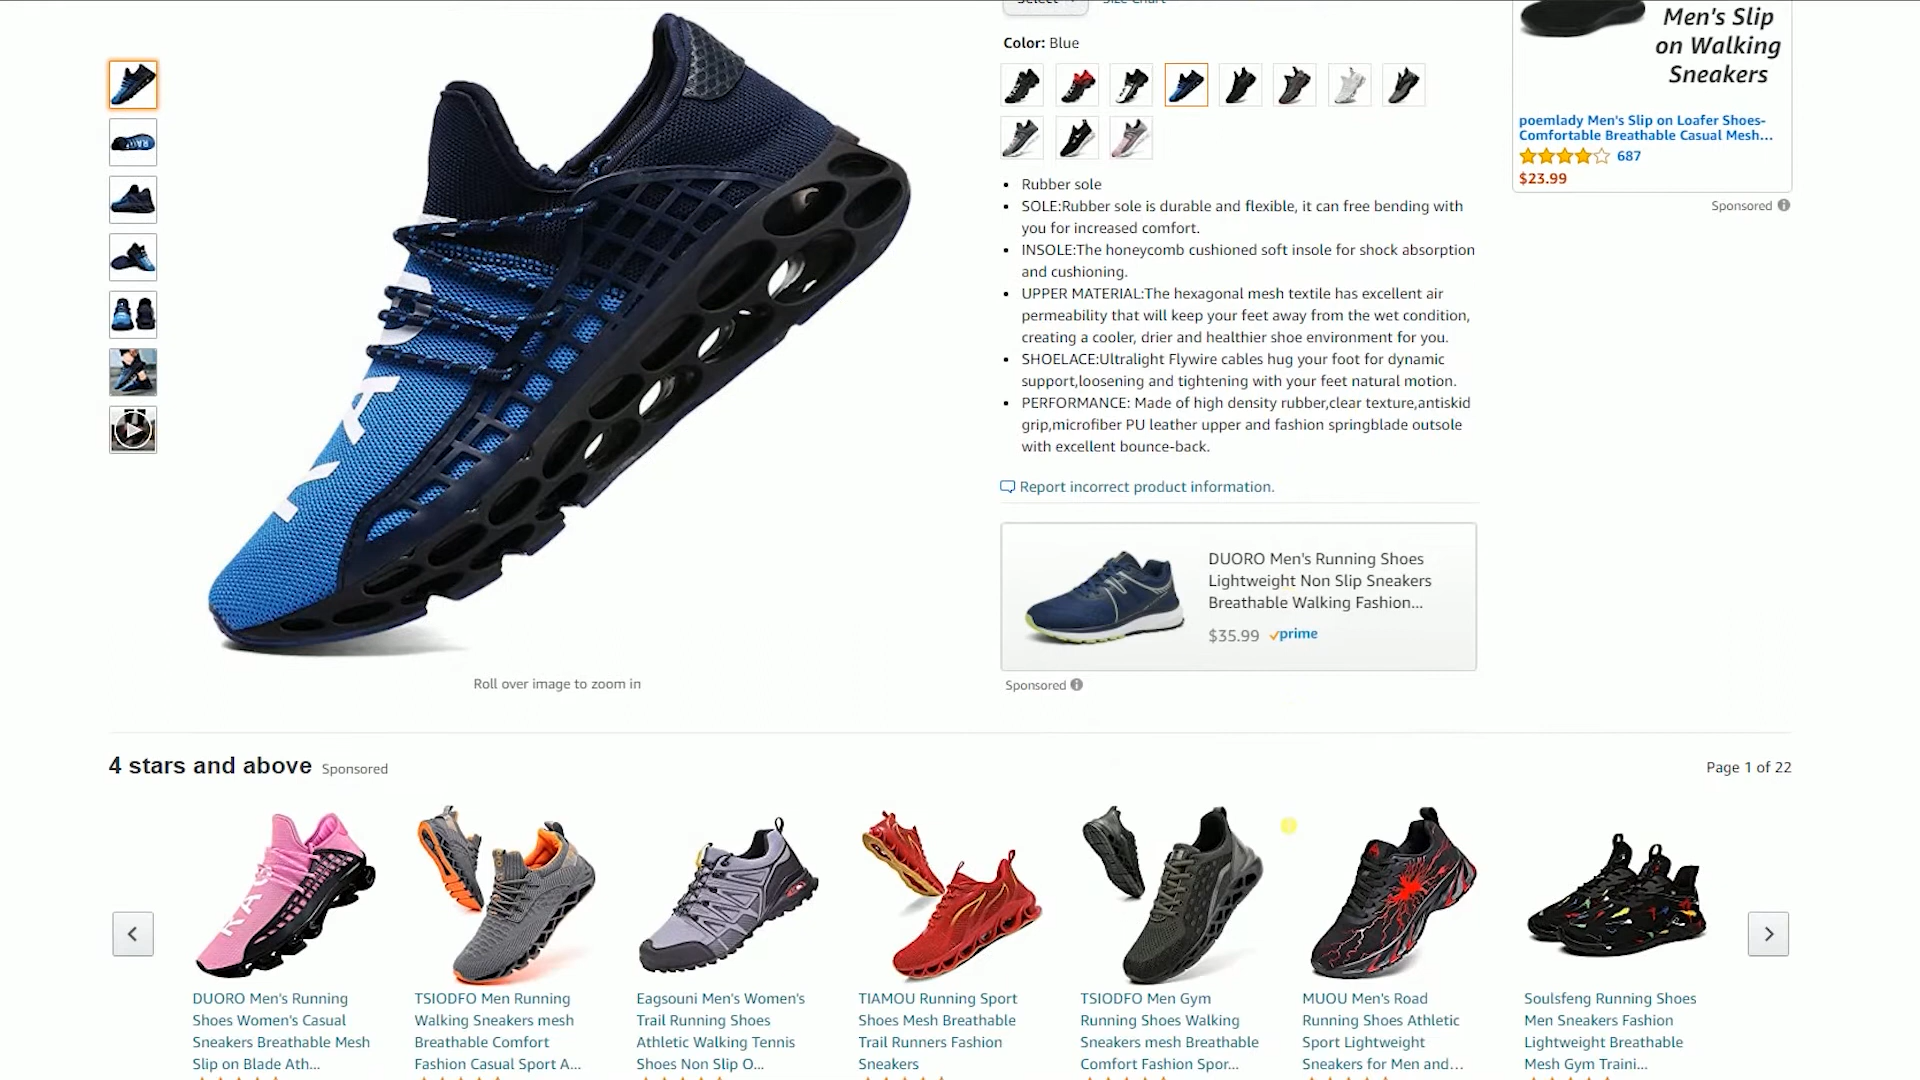 Size Chart
Color: Blue
Rubber sole
SOLE:Rubber sole is durable and flexible, it can free bending with
you for increased comfort.
INSOLE:The honeycomb cushioned soft insole for shock absorption
and cushioning.
UPPER MATERIAL:The hexagonal mesh textile has excellent air
permeability that will keep your feet away from the wet condition,
creating a cooler, drier and healthier shoe environment for you.
SHOELACE:Ultralight Flywire cables hug your foot for dynamic
support,loosening and tightening with your feet natural motion.
PERFORMANCE: Made of high density rubber,clear texture,antiskid
grip,microfiber PU leather upper and fashion springblade outsole
with excellent bounce-back.
Report incorrect product information.
DUORO Men's Running Shoes
Lightweight Non Slip Sneakers
Breathable Walking Fashion...
$35.99 prime
Sponsored
Men's Slip
on Walking
Sneakers
poemlady Men's Slip on Loafer Shoes-
Comfortable Breathable Casual Mesh...
687
$23.99
Sponsored
Roll over image to zoom in
4 stars and above Sponsored
Page 1 of 22
DUORO Men's Running
Shoes Women's Casual
Sneakers Breathable Mesh
Slip on Blade Ath...
TSIODFO Men Running
Walking Sneakers mesh
Breathable Comfort
Fashion Casual Sport A...
Eagsouni Men's Women's
Trail Running Shoes
Athletic Walking Tennis
Shoes Non Slip O...
TIAMOU Running Sport
Shoes Mesh Breathable
Trail Runners Fashion
Sneakers
TSIODFO Men Gym
Running Shoes Walking
Sneakers mesh Breathable
Comfort Fashion Spor...
MUOU Men's Road
Running Shoes Athletic
Sport Lightweight
Sneakers for Men and...
Soulsfeng Running Shoes
Men Sneakers Fashion
Lightweight Breathable
Mesh Gym Traini...